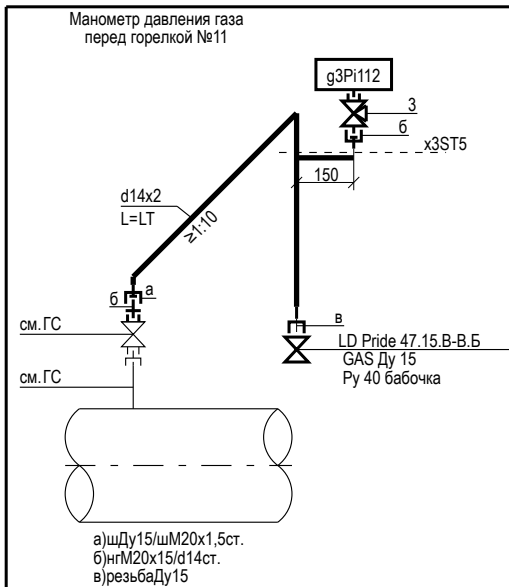 Манометр давления газа
перед горелкой №11
g3Pi112
3
б
x3ST5
150
d14x2
L=LT
≥1:10
а
б
в
см.ГС
LD Pride 47.15.В-В.Б
GAS Ду 15
Ру 40 бабочка
см.ГС
а)шДу15/шМ20х1,5ст.
б)нгМ20х15/d14ст.
в)резьбаДу15